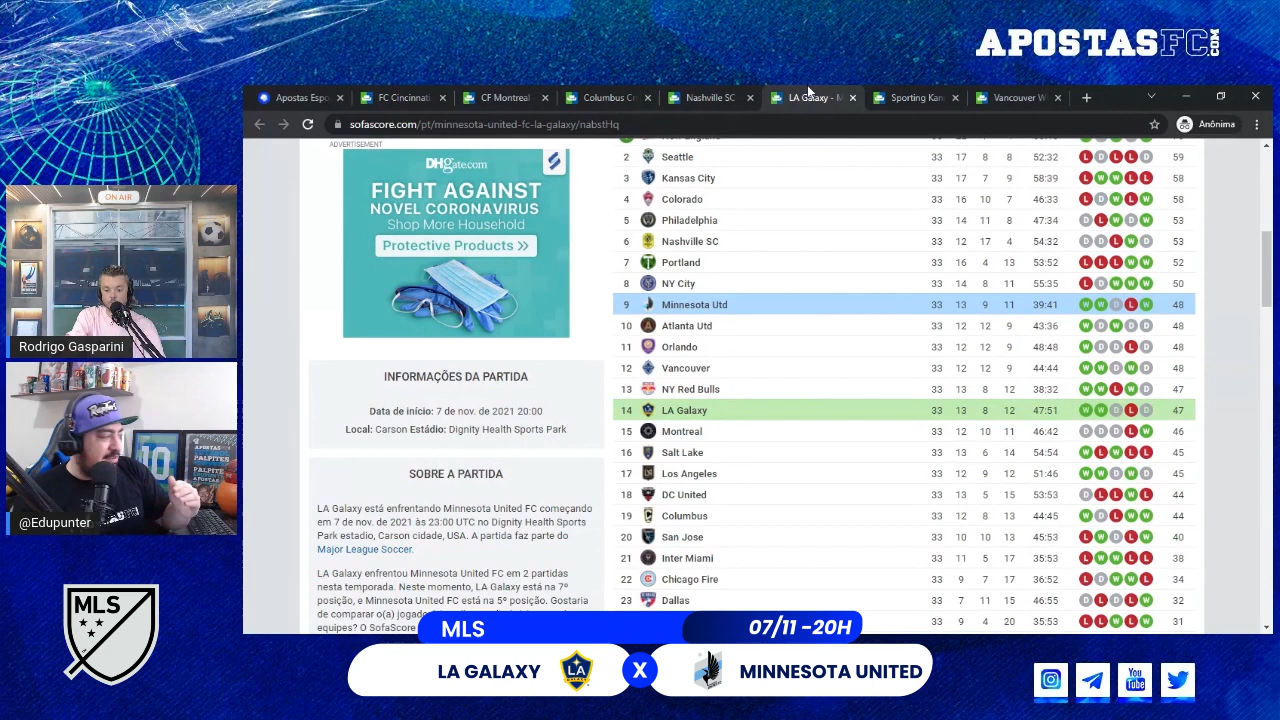 APOSTASFC.COM
Apostas Espo
FC Cincinnati
CF Montreal
Columbus Cr
Nashville SC
LA Galaxy - M
Sporting Kan
Vancouver W
sofascore.com/pt/minnesota-united-fc-la-galaxy/nabstHq
Anônima
ADVERTISEMENT
DHgate.com
FIGHT AGAINST
NOVEL CORONAVIRUS
Shop More Household
Protective Products >>
INFORMAÇÕES DA PARTIDA
Data de início: 7 de nov. de 2021 20:00
Local: Carson Estádio: Dignity Health Sports Park
SOBRE A PARTIDA
LA Galaxy está enfrentando Minnesota United FC começando
em 7 de nov. de 2021 às 23:00 UTC no Dignity Health Sports
Park estadio, Carson cidade, USA. A partida faz parte do
Major League Soccer.
LA Galaxy enfrentou Minnesota United FC em 2 partidas
nesta temporada. Neste momento, LA Galaxy está na 7º
posição, e Minnesota United FC está na 5º posição. Gostaria
de comparar o(a) jogad
equipes? O SofaScore
2 Seattle 33 17 8 8 52:32 L D L L D 59
3 Kansas City 33 17 7 9 58:39 L W W L L 58
4 Colorado 33 16 10 7 46:33 L D W L W 58
5 Philadelphia 33 14 11 8 47:34 D L W D W 53
6 Nashville SC 33 12 17 4 54:32 D D L W D 53
7 Portland 33 16 4 13 53:52 L L L W W 52
8 NY City 33 14 8 11 55:35 L D W W W 50
9 Minnesota Utd 33 13 9 11 39:41 W W D L W 48
10 Atlanta Utd 33 12 12 9 43:36 D W D W D 48
11 Orlando 33 12 12 9 48:48 W D D L W 48
12 Vancouver 33 12 12 9 44:44 D W W D W 48
13 NY Red Bulls 33 13 8 12 38:32 W W L W D 47
14 LA Galaxy 33 13 8 12 47:51 W W D L D 47
15 Montreal 33 12 10 11 46:42 D D D L W 46
16 Salt Lake 33 13 6 14 54:54 W L W L L 45
17 Los Angeles 33 12 9 12 51:46 W W D W D 45
18 DC United 33 13 5 15 53:53 D L L W L 44
19 Columbus 33 12 8 13 44:45 W D L W W 44
20 San Jose 33 10 10 13 45:53 L W D L D 40
21 Inter Miami 33 11 5 17 35:53 W W W L L 38
22 Chicago Fire 33 9 7 17 36:52 L D W L W 34
23 Dallas 33 7 11 15 46:55 D L D L D 32
33 9 4 20 35:53 L L W L W 31
ON AIR
Rodrigo Gasparini
10
APOSTAS
PALPITES
@Edupunter
MLS
MLS
07/11 -20H
LA GALAXY
LA
X
MINNESOTA UNITED
You
Tube